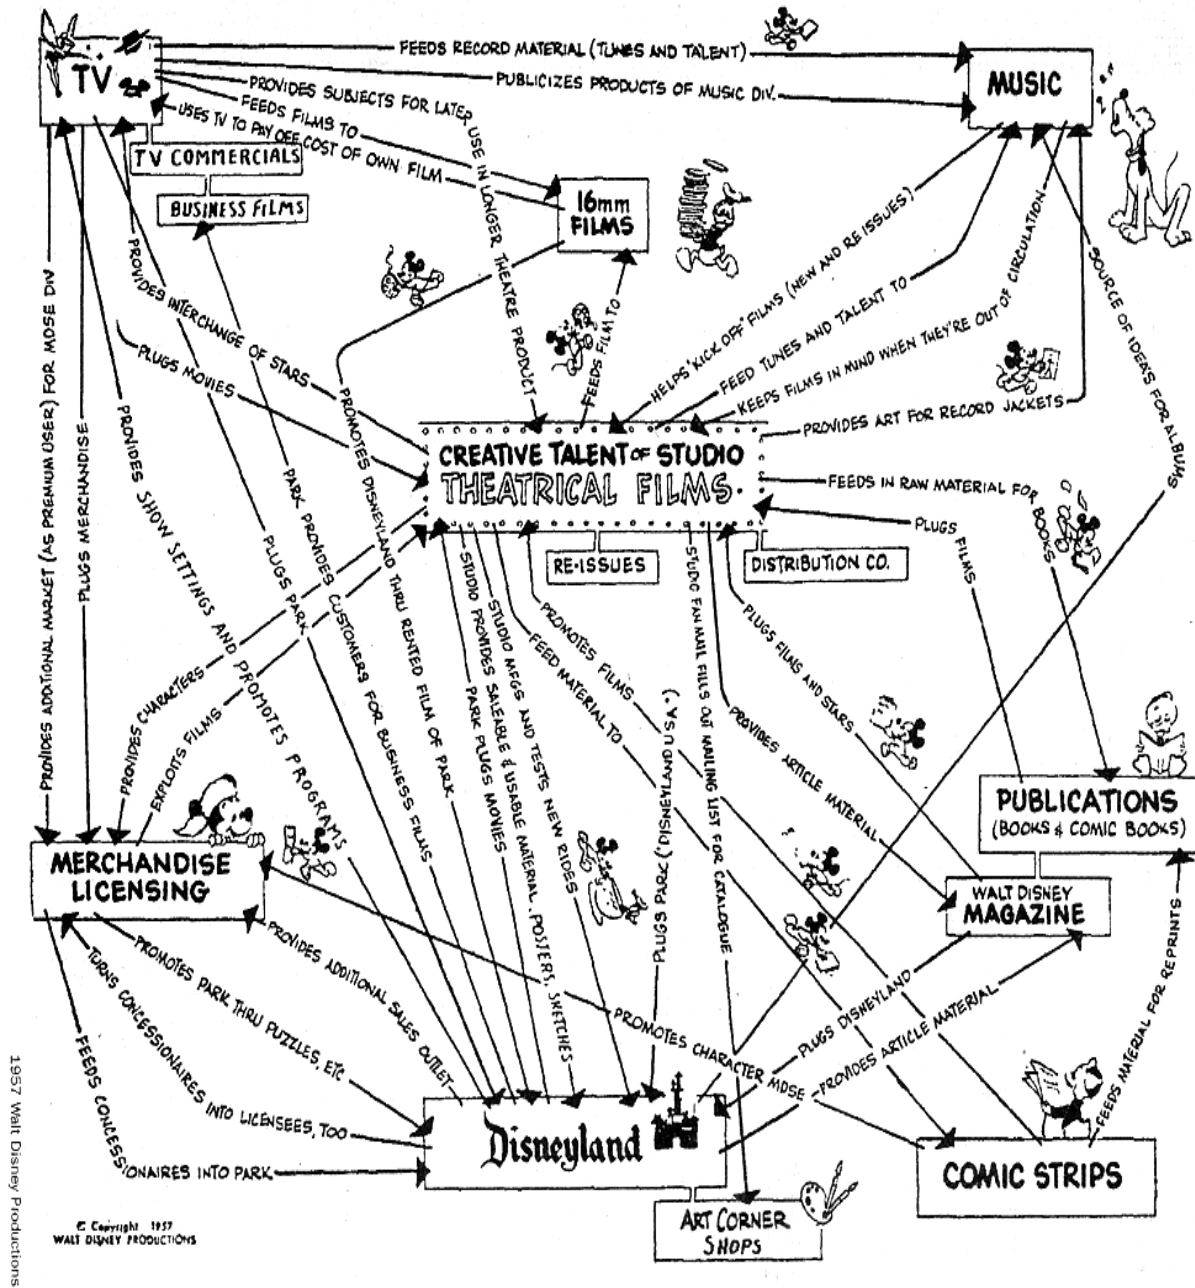 FEEDS RECORD MATERIAL (TUNES AND TALENT)
TV
PUBLICIZES PRODUCTS OF MUSIC DIV.
MUSIC
PROVIDES SUBJECTS FOR LATER USE IN LONGER THEATRE PRODUCT
FEEDS FILMS TO
USES TV TO PAY OFF COST OF OWN FILM
TV COMMERCIALS
BUSINESS FILMS
16mm
FILMS
PROVIDES INTERCHANGE OF STARS
PLUGS MOVIES
FEEDS FILM TO
HELPS "KICK OFF" FILMS (NEW AND RE ISSUES)
FEED TUNES AND TALENT TO
KEEPS FILMS IN MIND WHEN THEY'RE OUT OF CIRCULATION
PROVIDES ART FOR RECORD JACKETS
SOURCE OF IDEA'S FOR ALBUMS
PROVIDES ADDITIONAL MARKET (AS PREMIUM USER) FOR MDSE DIV
PLUGS MERCHANDISE
PROVIDES SHOW SETTINGS AND PROMOTES PROGRAMS
PLUGS PARK
PARK PROVIDES CUSTOMERS FOR BUSINESS FILMS
PROMOTES DISNEYLAND THRU RENTED FILM OF PARK
CREATIVE TALENT OF STUDIO
THEATRICAL FILMS.
FEEDS IN RAW MATERIAL FOR BOOKS
PLUGS FILMS
RE-ISSUES
DISTRIBUTION CO.
PROVIDES CHARACTERS
EXPLOITS FILMS
PARK PLUGS MOVIES
STUDIO PROVIDES SALEABLE & USABLE MATERIAL, POSTERS, SKETCHES
STUDIO MFGS AND TESTS NEW RIDES
FEED MATERIAL TO
PROMOTES FILMS
PLUGS PARK ("DISNEYLAND USA")
STUDIO FAN MAIL FILLS OUT MAILING LIST FOR CATALOGUE
PROVIDES ARTICLE MATERIAL
PLUGS FILMS AND STARS
PUBLICATIONS
(BOOKS & COMIC BOOKS)
WALT DISNEY
MAGAZINE
MERCHANDISE
LICENSING
PROMOTES PARK THRU PUZZLES, ETC
TURNS CONCESSIONAIRES INTO LICENSEES, TOO
FEEDS CONCESSIONAIRES INTO PARK
PROVIDES ADDITIONAL SALES OUTLET
PROMOTES CHARACTER MDSE
PLUGS DISNEYLAND
PROVIDES ARTICLE MATERIAL
FEEDS MATERIAL FOR REPRINTS
Disneyland
COMIC STRIPS
ART CORNER
SHOPS
© Copyright 1957
WALT DISNEY PRODUCTIONS
1957 Walt Disney Productions